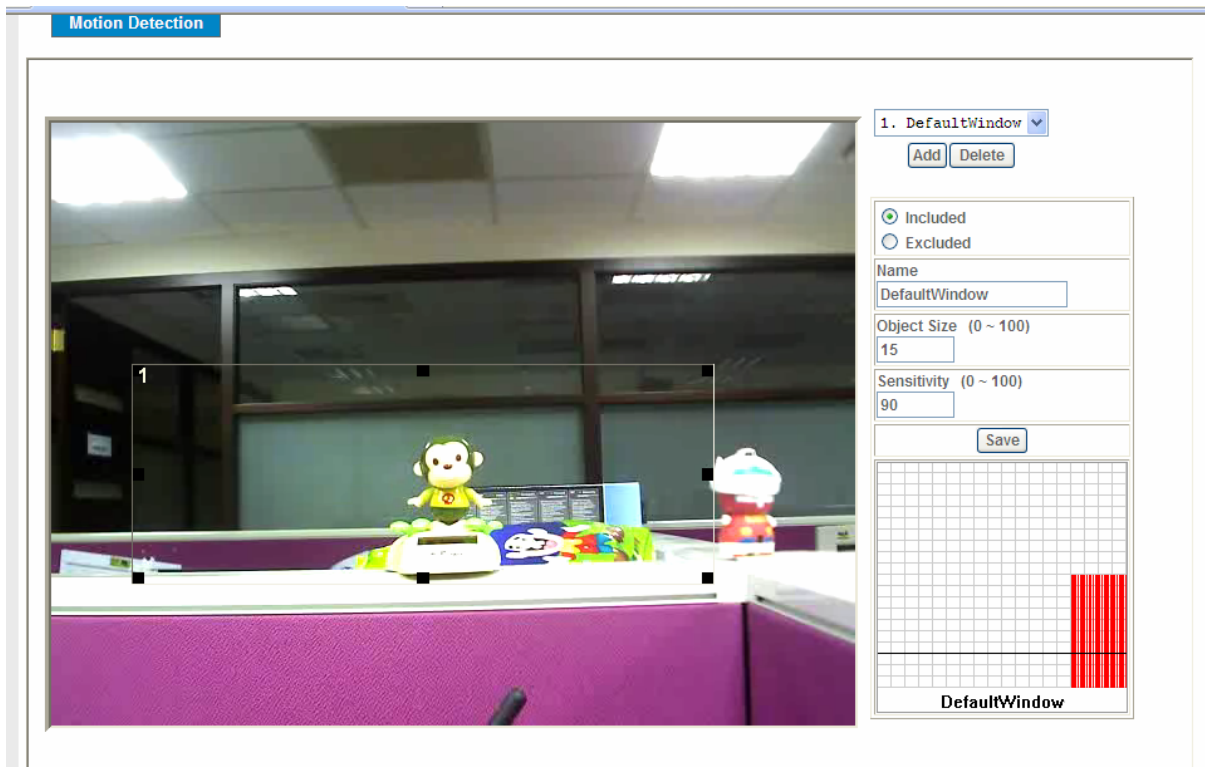 Motion Detection
1. DefaultWindow
Add Delete
Included
Excluded
Name
DefaultWindow
Object Size (0 ~ 100)
15
1
Sensitivity (0 ~ 100)
90
Save
DefaultWindow